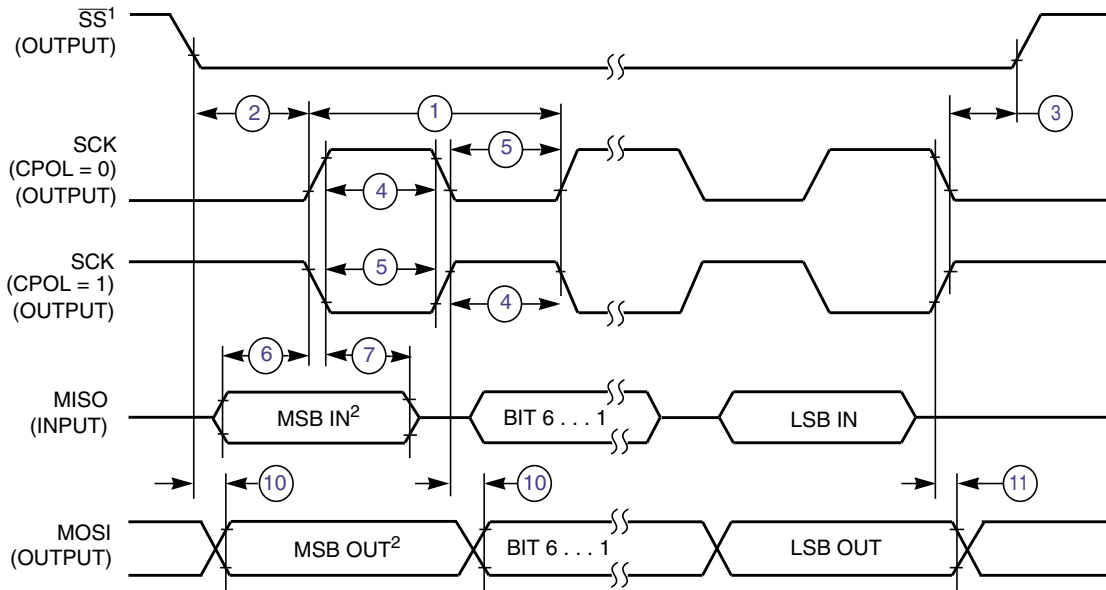 SS¹
(OUTPUT)
2
1
3
SCK
(CPOL = 0)
(OUTPUT)
5
4
SCK
(CPOL = 1)
(OUTPUT)
5
4
6
7
MISO
(INPUT)
MSB IN²
BIT 6 . . . 1
LSB IN
10
10
11
MOSI
(OUTPUT)
MSB OUT²
BIT 6 . . . 1
LSB OUT